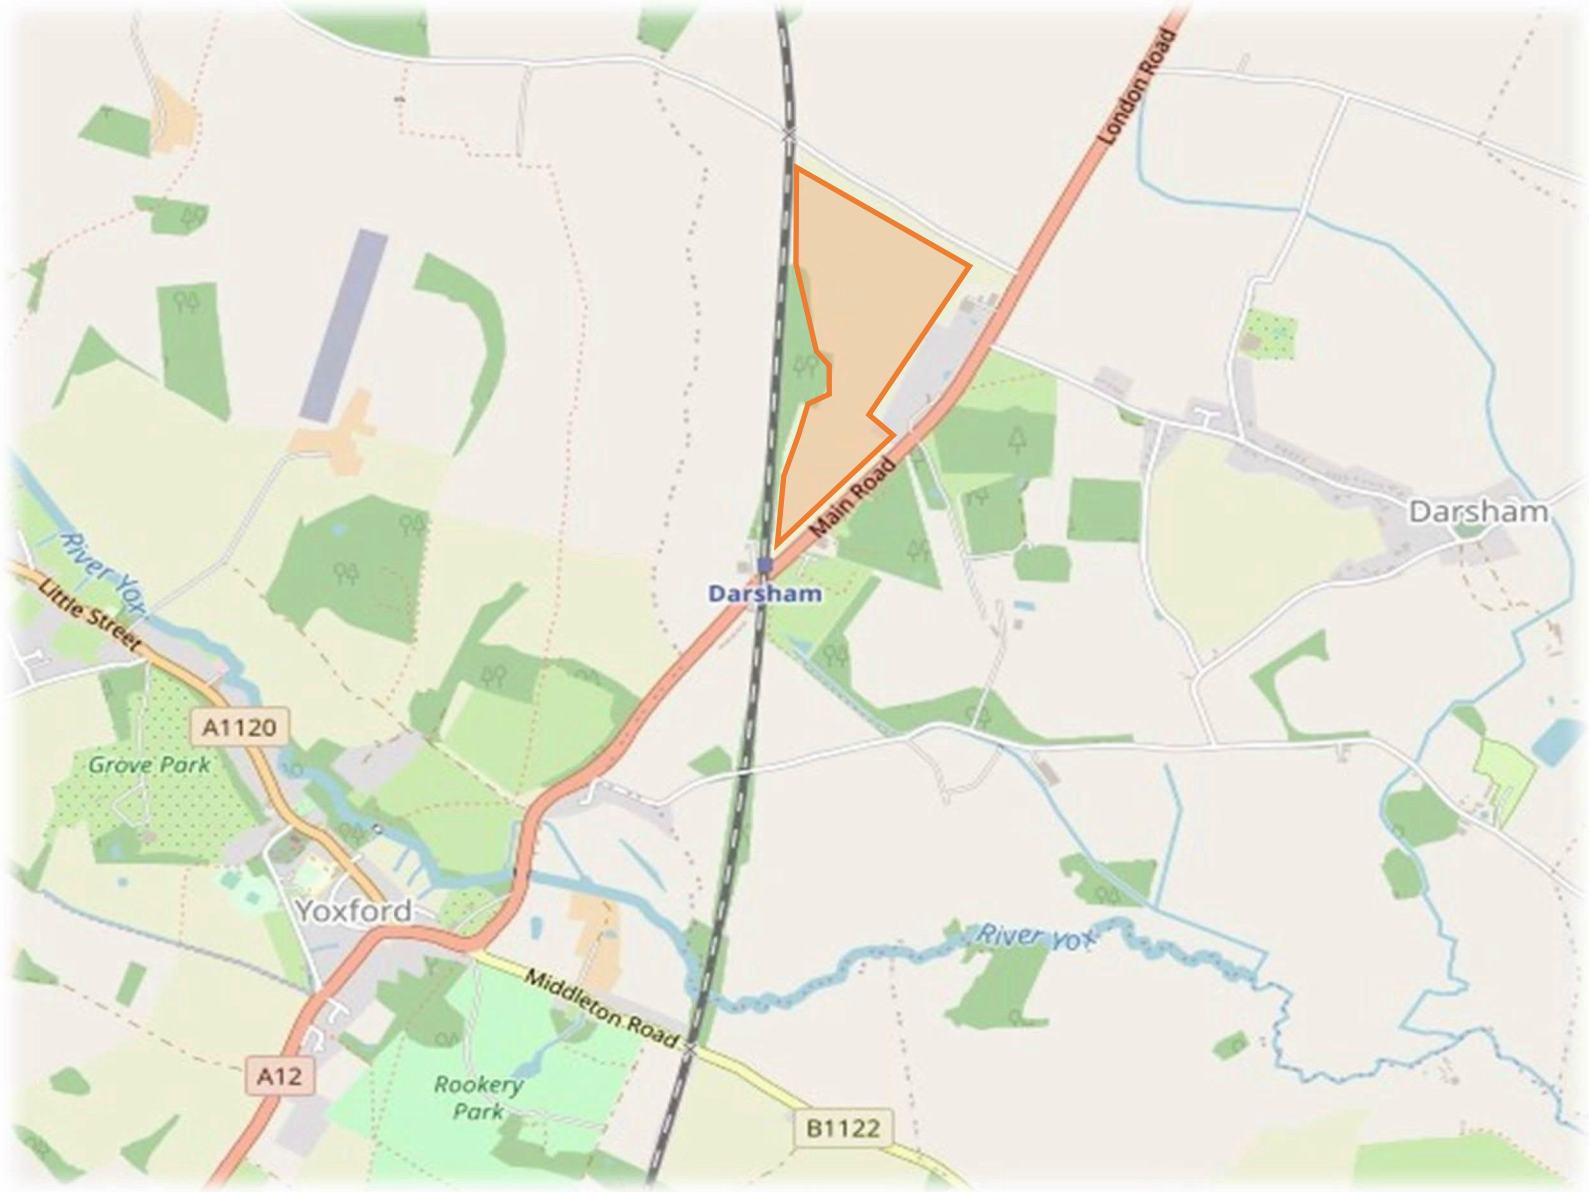 London Road
Main Road
Darsham
Darsham
River Yox
Little Street
A1120
Grove Park
Yoxford
River Yox
Middleton Road
A12
Rookery
Park
B1122